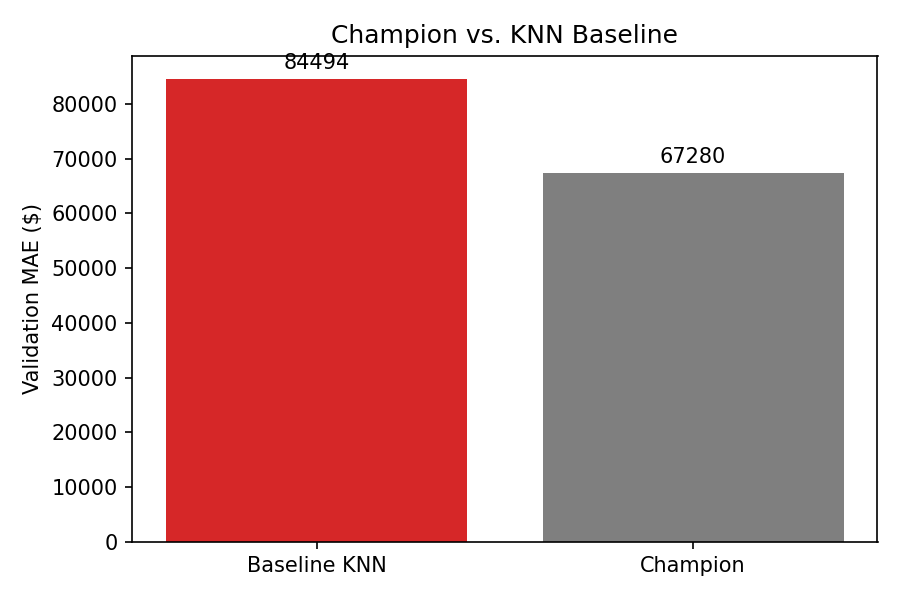 Champion vs. KNN Baseline
84494
67280
Validation MAE ($)
80000
70000
60000
50000
40000
30000
20000
10000
0
Baseline KNN
Champion